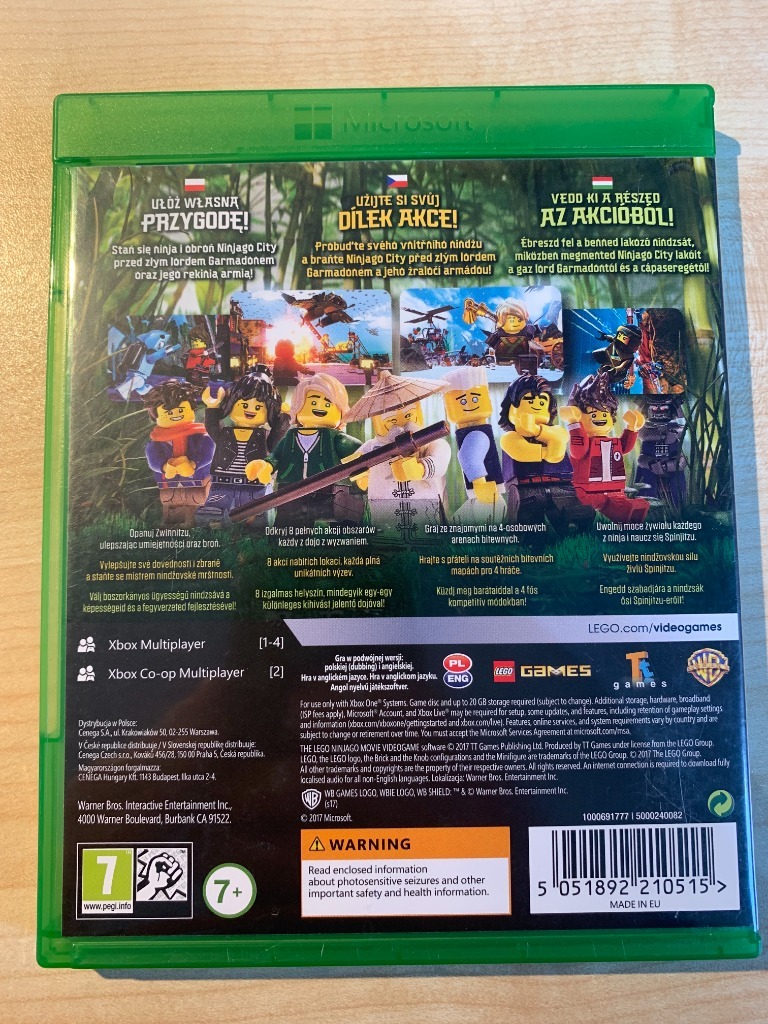 Microsoft
UŁÓŻ WŁASNĄ
PRZYGODĘ!
Stań się ninja i obroń Ninjago City
przed złym lordem Garmadonem
oraz jego rekinią armią!
UŽIJTE SI SVŮJ
DÍLEK AKCE!
Probuďte svého vnitřního nindžu
a braňte Ninjago City před zlým lordem
Garmadonem a jeho žraločí armádou!
VEDD KI A RÉSZED
AZ AKCIÓBÓL!
Ébreszd fel a benned lakozó nindzsát,
miközben megmented Ninjago City lakóit
a gaz lord Garmadontól és a cápaseregétől!
Opanuj Zwinnitzu,
ulepszając umiejętności oraz broń.
Vylepšujte své dovednosti i zbraně
a staňte se mistrem nindžovské mrštnosti.
Válj boszorkányos ügyességű nindzsává a
képességeid és a fegyverzeted fejlesztésével!
Odkryj 8 pełnych akcji obszarów –
każdy z dojo z wyzwaniem.
8 akcí nabitých lokací, každá plná
unikátních výzev.
8 izgalmas helyszín, mindegyik egy-egy
különleges kihívást jelentő dojóval!
Graj ze znajomymi na 4-osobowych
arenach bitewnych.
Hrajte s přáteli na soutěžních bitevních
mapách pro 4 hráče.
Küzdj meg barátaiddal a 4 fős
kompetitív módokban!
Uwolnij moce żywiołu każdego
z ninja i naucz się Spinjitzu.
Využívejte nindžovskou sílu
živlů Spinjitzu.
Engedd szabadjára a nindzsák
ősi Spinjitzu-erőit!
LEGO.com/videogames
Xbox Multiplayer [1-4]
Xbox Co-op Multiplayer [2]
Gra w podwójnej wersji:
polskiej (dubbing) i angielskiej.
Hra v anglickém jazyce. Hra v anglickom jazyku.
Angol nyelvű játékszoftver.
PL
ENG
LEGO GAMES
Tt
games
WB
Dystrybucja w Polsce:
Cenega S.A., ul. Krakowiaków 50, 02-255 Warszawa.
V České republice distribuuje / V Slovenskej republike distribuuje:
Cenega Czech s.r.o., Kováků 456/28, 150 00 Praha 5, Česká republika.
Magyarországon forgalmazza:
CENEGA Hungary Kft. 1143 Budapest, Ilka utca 2-4.
Warner Bros. Interactive Entertainment Inc.,
4000 Warner Boulevard, Burbank CA 91522.
For use only with Xbox One® Systems. Game disc and up to 20 GB storage required (subject to change). Additional storage, hardware, broadband
(ISP fees apply), Microsoft® Account, and Xbox Live® may be required for setup, some updates, and features, including retention of gameplay settings
and information (xbox.com/xboxone/gettingstarted and xbox.com/live). Features, online services, and system requirements vary by country and are
subject to change or retirement over time. You must accept the Microsoft Services Agreement at microsoft.com/msa.
THE LEGO NINJAGO MOVIE VIDEOGAME software © 2017 TT Games Publishing Ltd. Produced by TT Games under license from the LEGO Group.
LEGO, the LEGO logo, the Brick and the Knob configurations and the Minifigure are trademarks of the LEGO Group. © 2017 The LEGO Group.
All other trademarks and copyrights are the property of their respective owners. All rights reserved. An internet connection is required to download fully
localised audio for all non-English languages. Lokalizacja: Warner Bros. Entertainment Inc.
WB GAMES LOGO, WBIE LOGO, WB SHIELD: ™ & © Warner Bros. Entertainment Inc.
(s17)
© 2017 Microsoft.
1000691777 | 5000240082
7
www.pegi.info
7+
WARNING
Read enclosed information
about photosensitive seizures and other
important safety and health information.
5 051892 210515 >
MADE IN EU